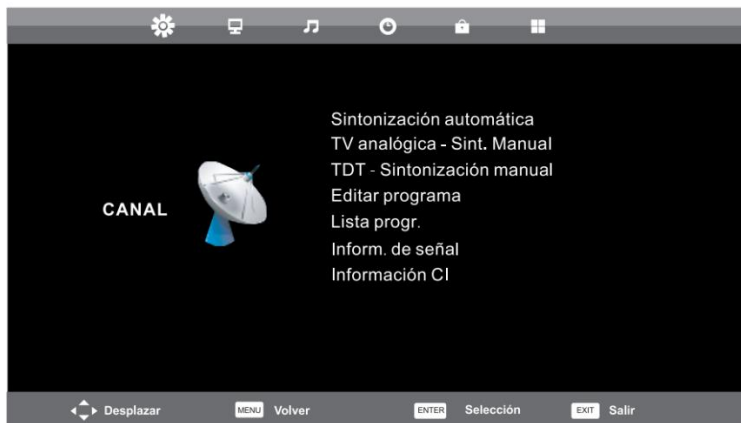 CANAL
Sintonización automática
TV analógica - Sint. Manual
TDT - Sintonización manual
Editar programa
Lista progr.
Inform. de señal
Información CI
Desplazar MENU Volver ENTER Selección EXIT Salir